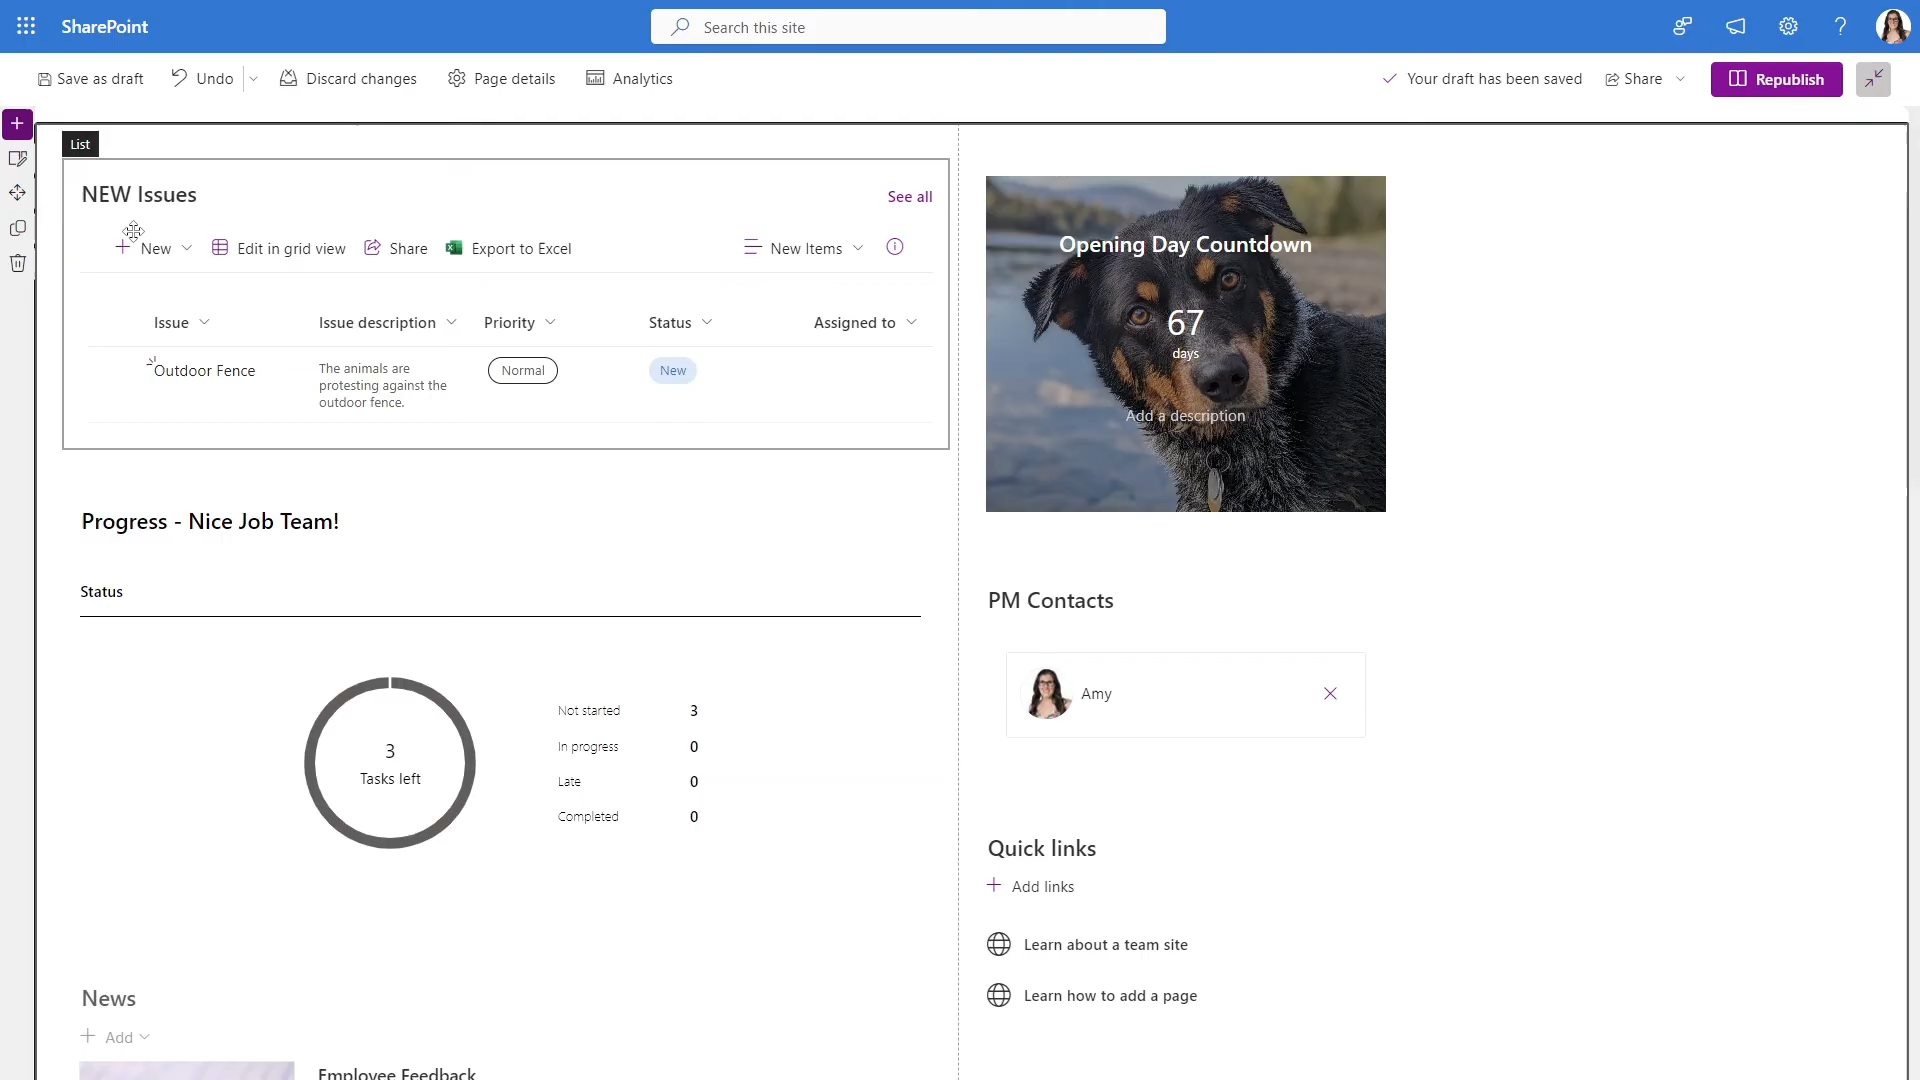 SharePoint
Search this site
Save as draft
Undo
Discard changes
Page details
Analytics
Your draft has been saved
Share
Republish
List
NEW Issues
See all
New
Edit in grid view
Share
Export to Excel
New Items
Issue
Issue description
Priority
Status
Assigned to
Outdoor Fence
The animals are
protesting against the
outdoor fence.
Normal
New
Opening Day Countdown
67
days
Add a description
Progress - Nice Job Team!
Status
3
Tasks left
Not started 3
In progress 0
Late 0
Completed 0
PM Contacts
Amy
Quick links
Add links
Learn about a team site
Learn how to add a page
News
Add
Employee Feedback